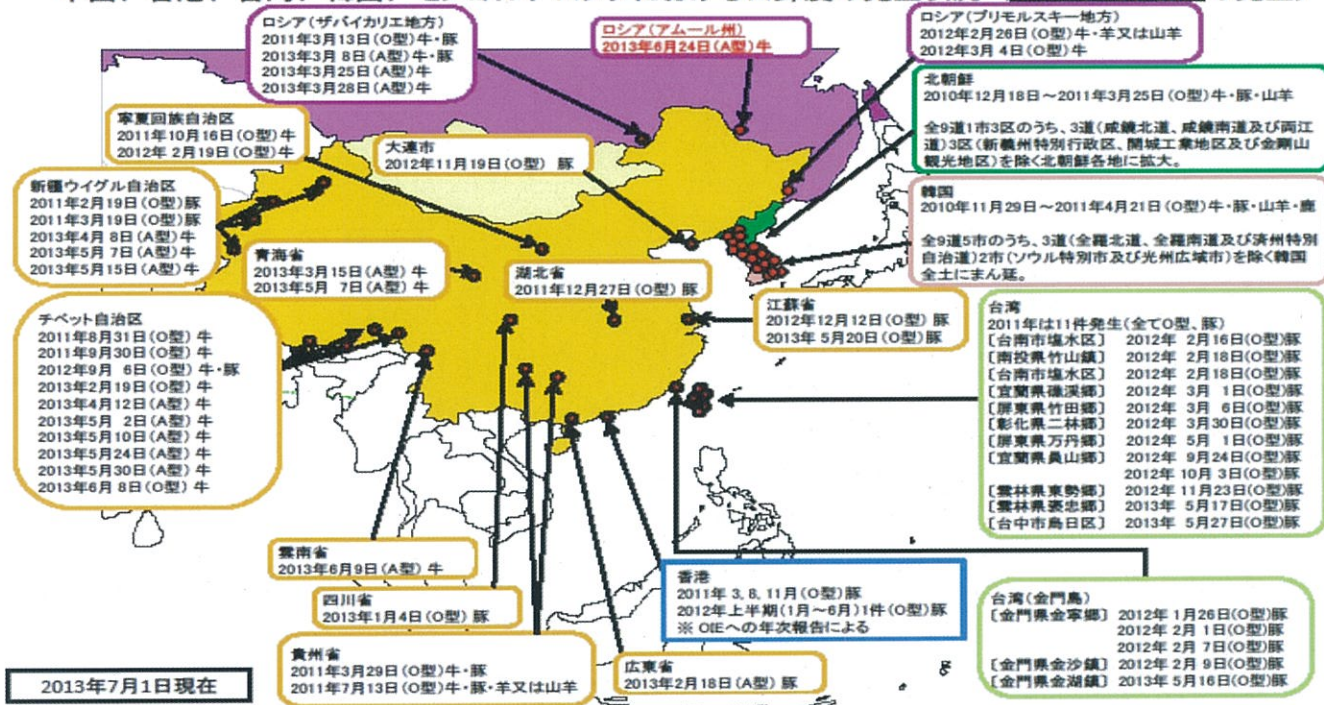 ロシア(ザバイカリエ地方)
2011年3月13日(O型)牛・豚
2013年3月 8日(A型)牛・豚
2013年3月25日(A型)牛
2013年3月28日(A型)牛
ロシア(アムール州)
2013年6月24日(A型)牛
ロシア(プリモルスキー地方)
2012年2月26日(O型)牛・羊又は山羊
2012年3月 4日(O型)牛
北朝鮮
2010年12月18日～2011年3月25日(O型)牛・豚・山羊
全9道1市3区のうち、3道(咸鏡北道、咸鏡南道及び両江
道)3区(新義州特別行政区、開城工業地区及び金剛山
観光地区)を除く北朝鮮各地に拡大。
寧夏回族自治区
2011年10月16日(O型)牛
2012年 2月19日(O型)牛
大連市
2012年11月19日(O型) 豚
新疆ウイグル自治区
2011年2月19日(O型)豚
2011年3月19日(O型)豚
2013年4月 8日(A型)牛
2013年5月 7日(A型)牛
2013年5月15日(A型)牛
韓国
2010年11月29日～2011年4月21日(O型)牛・豚・山羊・鹿
全9道5市のうち、3道(全羅北道、全羅南道及び済州特別
自治道)2市(ソウル特別市及び光州広域市)を除く韓国
全土にまん延。
青海省
2013年3月15日(A型) 牛
2013年5月 7日(A型) 牛
湖北省
2011年12月27日(O型) 豚
江蘇省
2012年12月12日(O型) 豚
2013年 5月20日(O型) 豚
チベット自治区
2011年8月31日(O型) 牛
2011年9月30日(O型) 牛
2012年9月 6日(O型) 牛・豚
2013年2月19日(O型) 牛
2013年4月12日(A型) 牛
2013年5月 2日(A型) 牛
2013年5月10日(A型) 牛
2013年5月24日(A型) 牛
2013年5月30日(A型) 牛
2013年6月 8日(O型) 牛
台湾
2011年は11件発生(全てO型、豚)
[台南市塩水区] 2012年 2月16日(O型)豚
[南投県竹山鎮] 2012年 2月18日(O型)豚
[台南市塩水区] 2012年 2月18日(O型)豚
[宜蘭県礁渓郷] 2012年 3月 1日(O型)豚
[屏東県竹田郷] 2012年 3月 6日(O型)豚
[彰化県二林郷] 2012年 3月30日(O型)豚
[屏東県万丹郷] 2012年 5月 1日(O型)豚
[宜蘭県員山郷] 2012年 9月24日(O型)豚
2012年 10月 3日(O型)豚
[雲林県東勢郷] 2012年 11月23日(O型)豚
[雲林県褒忠郷] 2013年 5月17日(O型)豚
[台中市烏日区] 2013年 5月27日(O型)豚
雲南省
2013年6月9日(A型) 牛
四川省
2013年1月4日(O型) 豚
貴州省
2011年3月29日(O型)牛・豚
2011年7月13日(O型)牛・豚・羊又は山羊
広東省
2013年2月18日(A型) 豚
香港
2011年 3, 8, 11月(O型)豚
2012年上半期(1月～6月)1件(O型)豚
※ OIEへの年次報告による
台湾(金門島)
[金門県金寧郷] 2012年 1月26日(O型)豚
2012年 2月 1日(O型)豚
2012年 2月 7日(O型)豚
[金門県金沙鎮] 2012年 2月 9日(O型)豚
[金門県金湖鎮] 2013年 5月16日(O型)豚
2013年7月1日現在